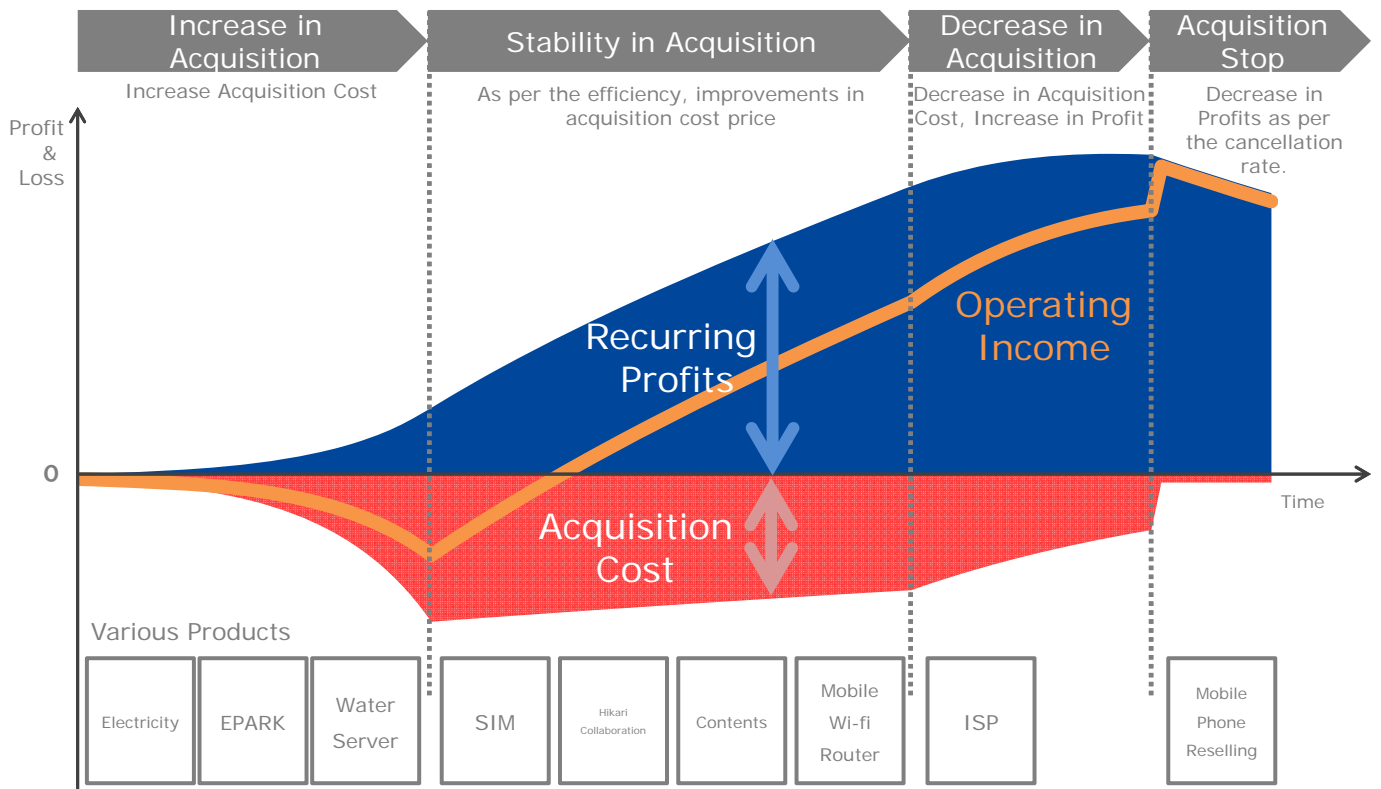 Increase in
Acquisition
Stability in Acquisition
Decrease in
Acquisition
Acquisition
Stop
Increase Acquisition Cost
As per the efficiency, improvements in
acquisition cost price
Decrease in Acquisition
Cost, Increase in Profit
Decrease in
Profits as per
the cancellation
rate.
Profit
&
Loss
Recurring
Profits
Operating
Income
0
Time
Acquisition
Cost
Various Products
Electricity
EPARK
Water
Server
SIM
Hikari
Collaboration
Contents
Mobile
Wi-fi
Router
ISP
Mobile
Phone
Reselling